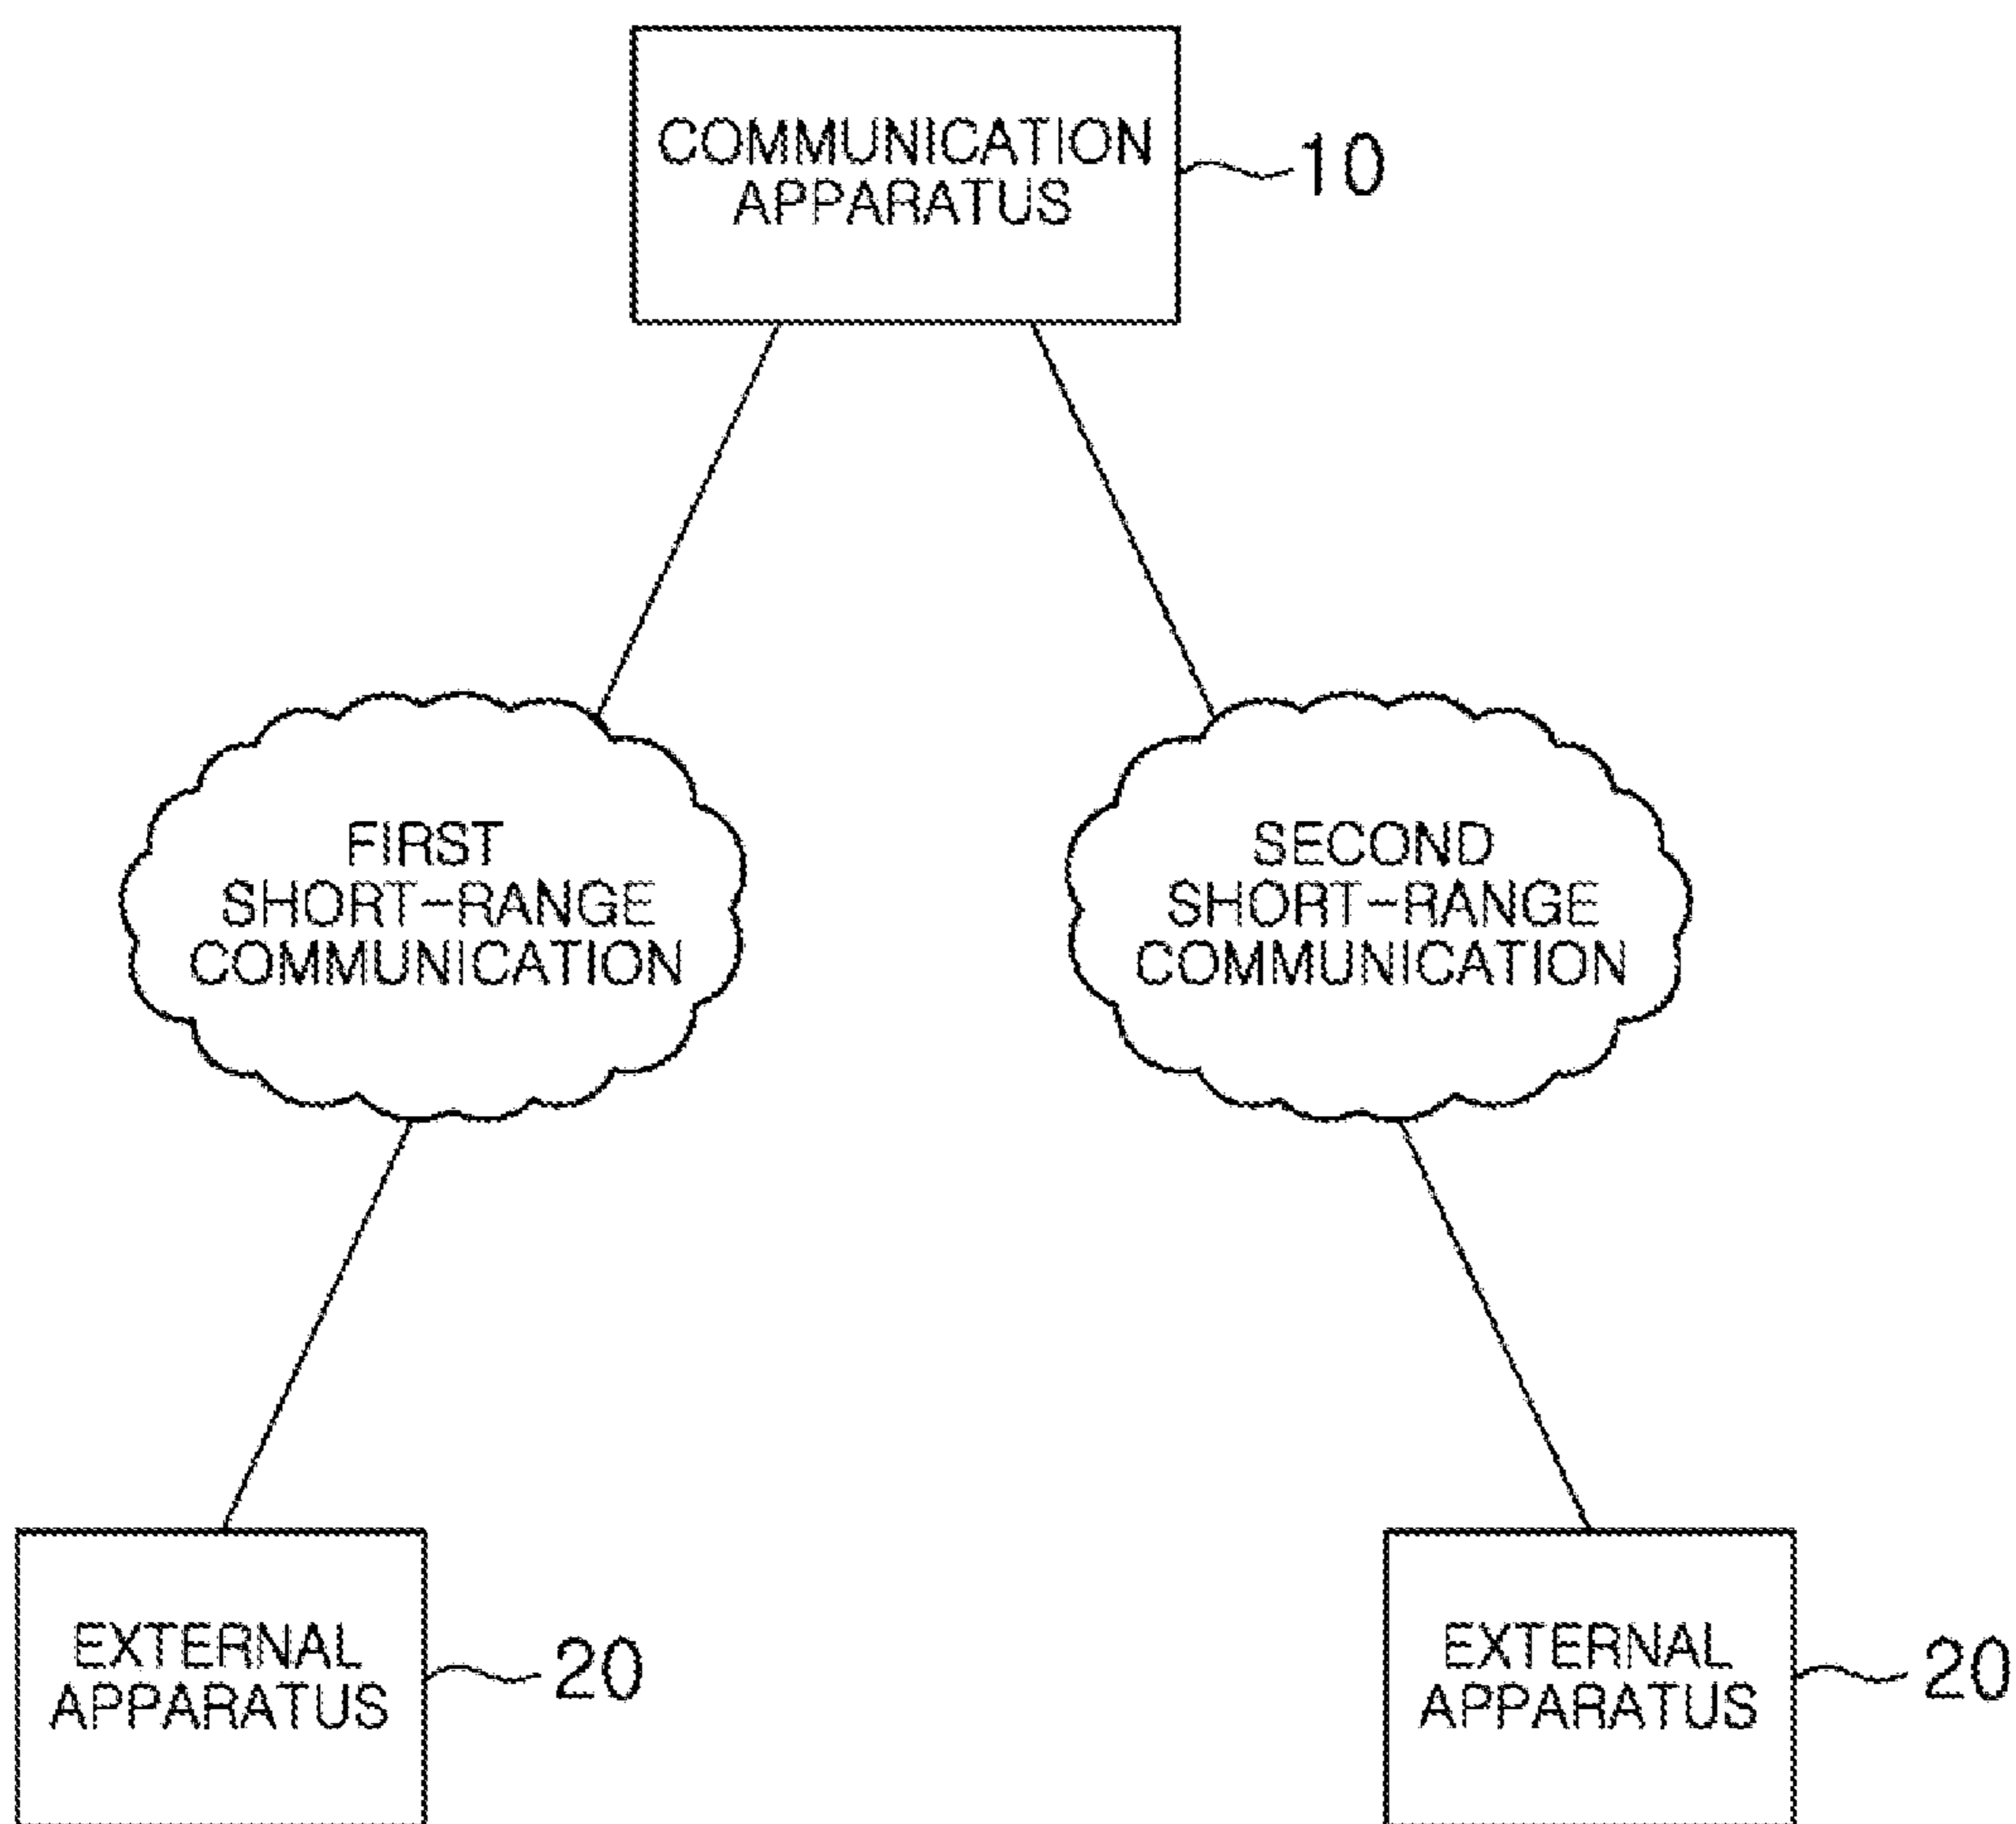 COMMUNICATION
APPARATUS
10
FIRST
SHORT-RANGE
COMMUNICATION
SECOND
SHORT-RANGE
COMMUNICATION
EXTERNAL
APPARATUS
20
EXTERNAL
APPARATUS
20